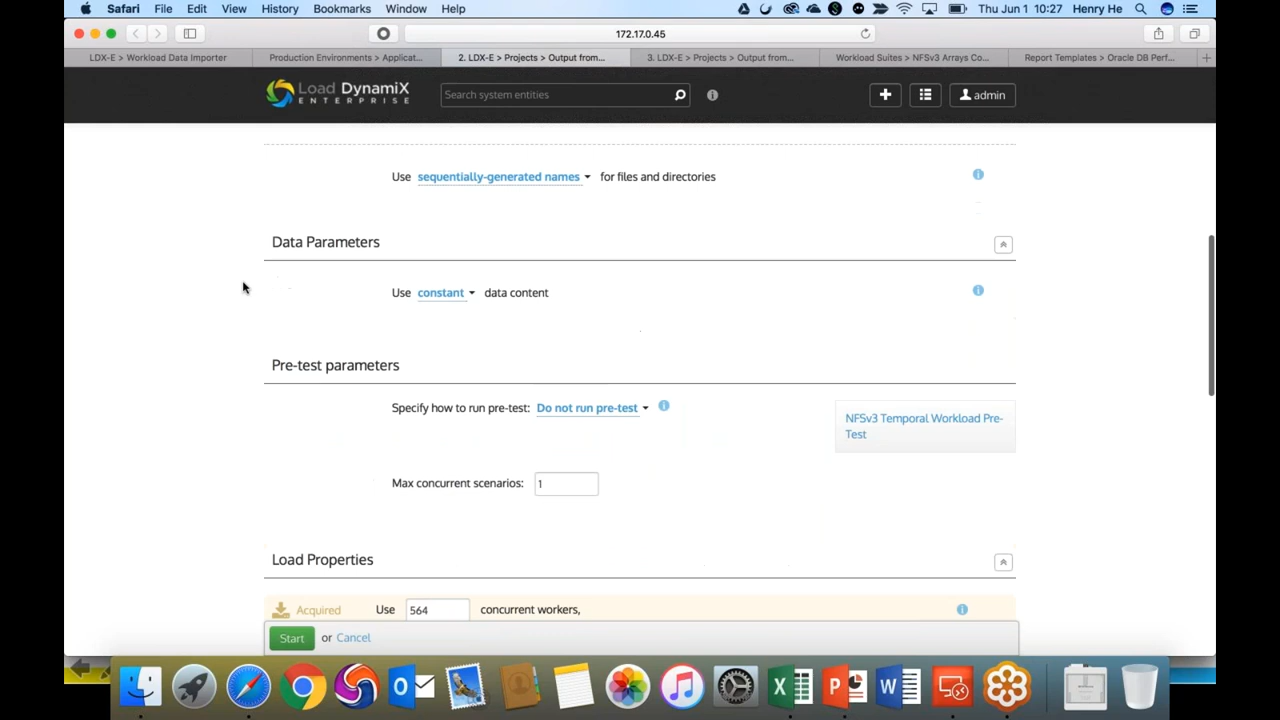 Safari File Edit View History Bookmarks Window Help Thu Jun 1 10:27 Henry He
172.17.0.45
LDX-E > Workload Data Importer Production Environments > Applicat... 2. LDX-E > Projects > Output from... 3. LDX-E > Projects > Output from... Workload Suites > NFSv3 Arrays Co... Report Templates > Oracle DB Perf...
Load DynamiX
ENTERPRISE
Search system entities
admin
Use sequentially-generated names for files and directories
Data Parameters
Use constant data content
Pre-test parameters
Specify how to run pre-test: Do not run pre-test
NFSv3 Temporal Workload Pre-
Test
Max concurrent scenarios: 1
Load Properties
Acquired Use 564 concurrent workers,
Start or Cancel